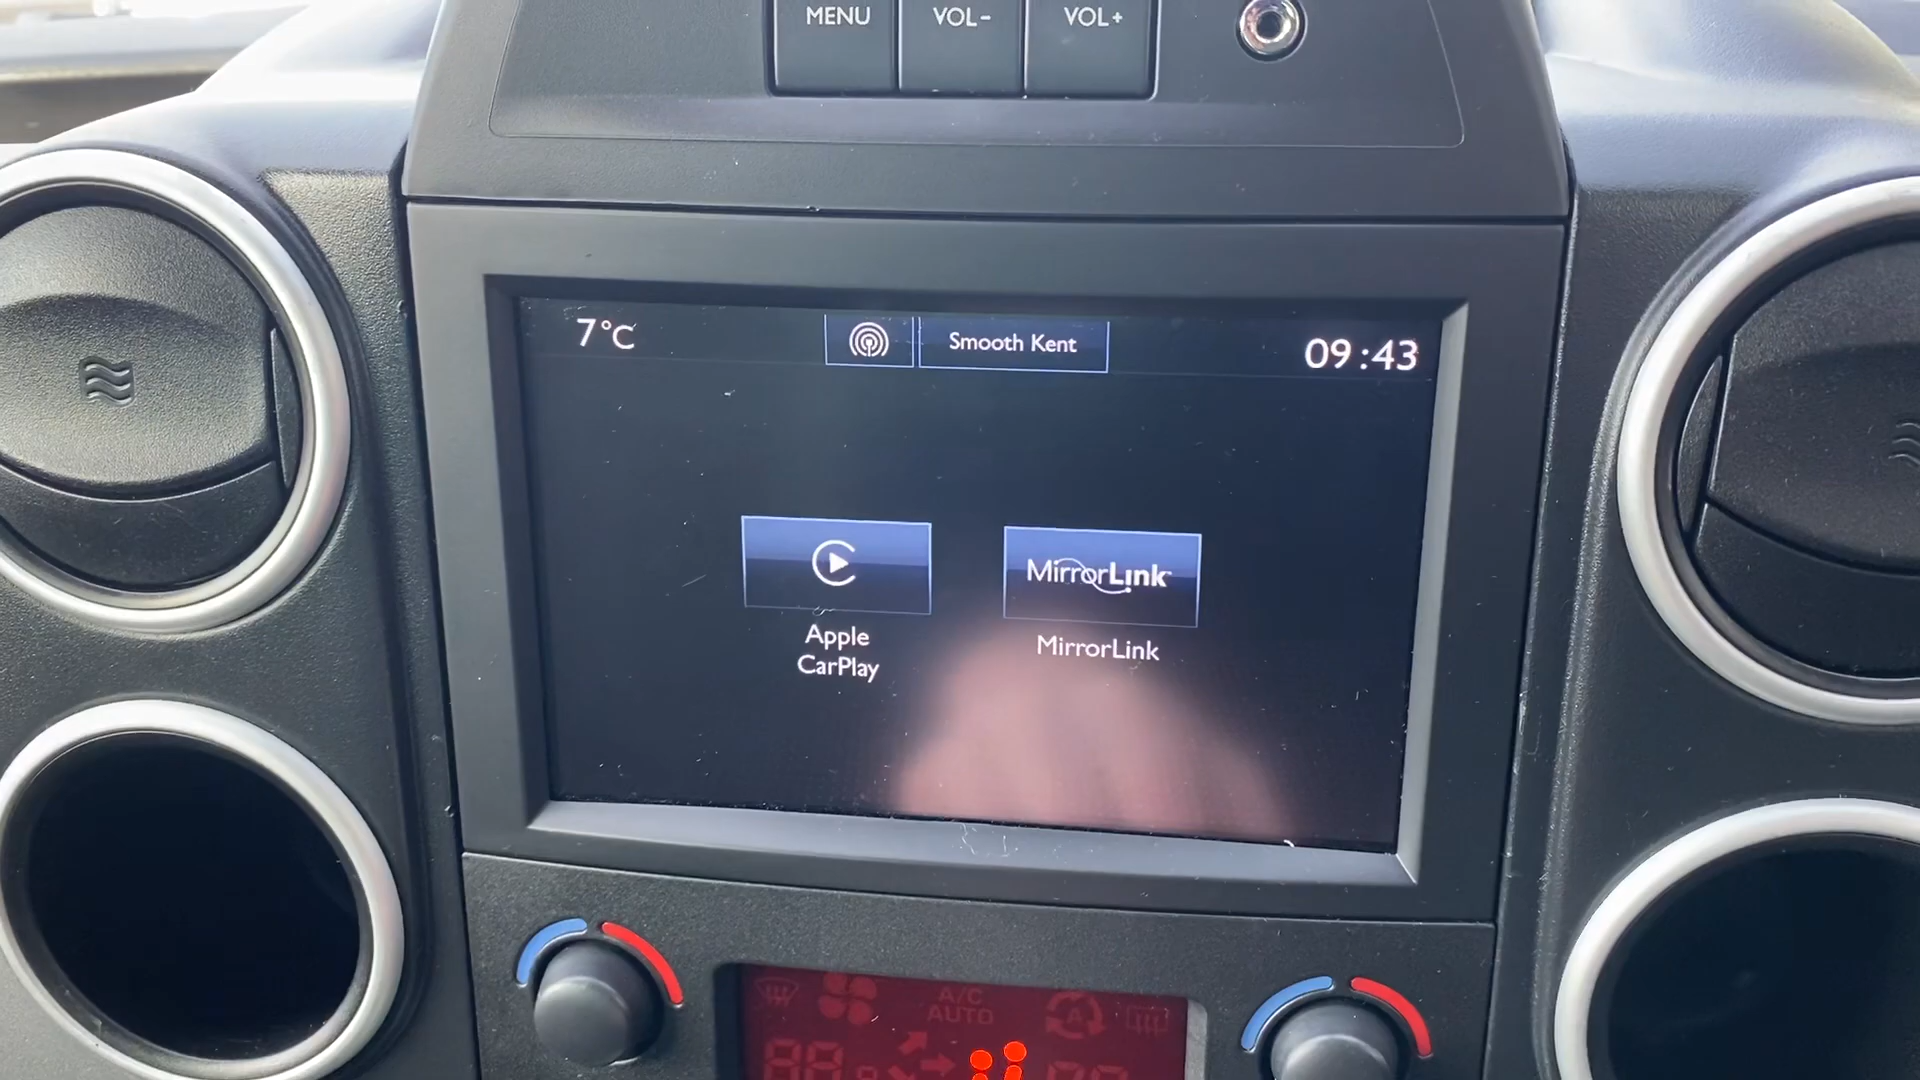 MENU VOL- VOL+
7°C Smooth Kent 09:43
MirrorLink
Apple
CarPlay
MirrorLink
A/C
AUTO
A